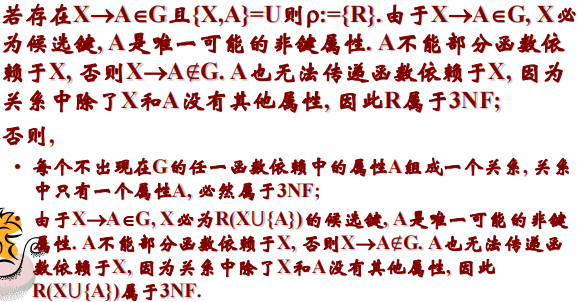 若存在X→A∈G且{X,A}=U则ρ:={R}.由于X→A∈G, X必
为候选键, A是唯一可能的非键属性. A不能部分函数依
赖于X, 否则X→A∉G. A也无法传递函数依赖于X, 因为
关系中除了X和A没有其他属性, 因此R属于3NF;
否则,
• 每个不出现在G的任一函数依赖中的属性A组成一个关系, 关系
中只有一个属性A, 必然属于3NF;
• 由于X→A∈G, X必为R(X∪{A})的候选键, A是唯一可能的非键
属性. A不能部分函数依赖于X, 否则X→A∉G. A也无法传递函
数依赖于X, 因为关系中除了X和A没有其他属性, 因此
R(X∪{A})属于3NF.